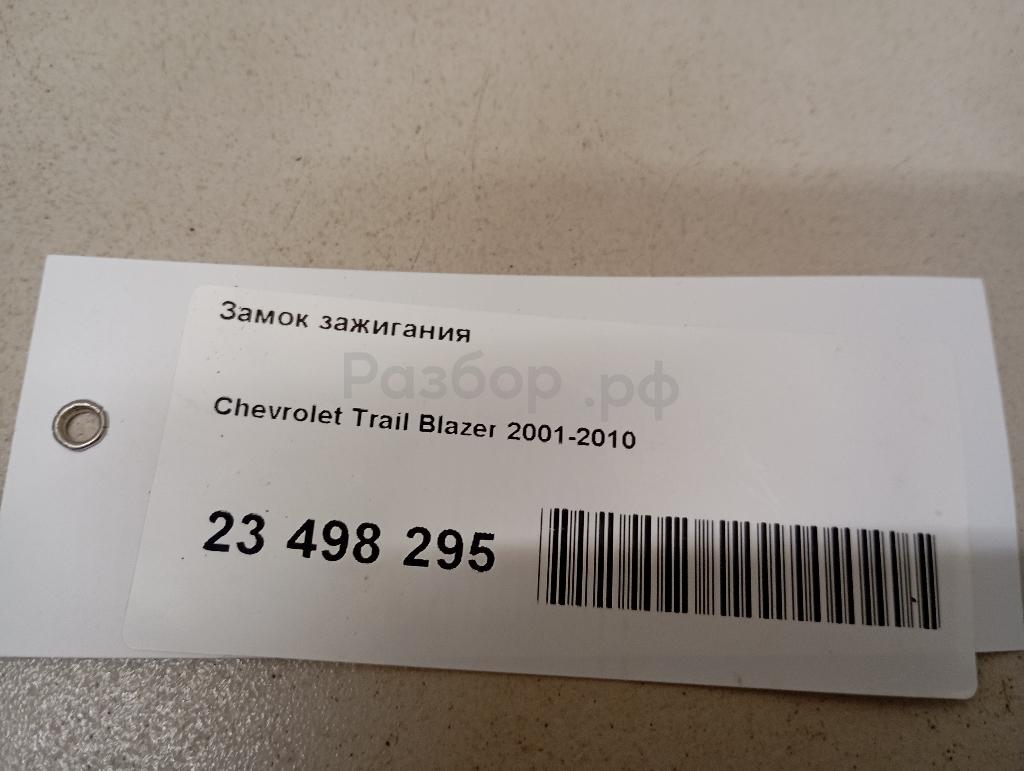 Замок зажигания
Разбор.рф
Chevrolet Trail Blazer 2001-2010
23 498 295